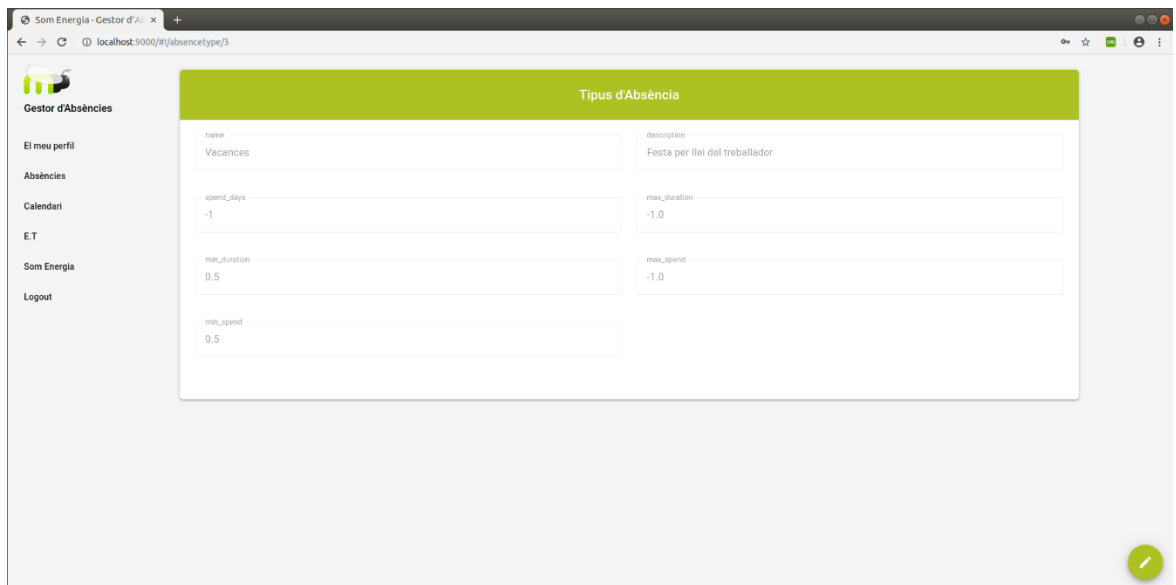 Som Energia - Gestor d'Ab
localhost:9000/#!/absencetype/3
Gestor d'Absències
El meu perfil
Absències
Calendari
E.T
Som Energia
Logout
Tipus d'Absència
name
Vacances
description
Festa per llei del treballador
spend_days
-1
max_duration
-1.0
min_duration
0.5
max_spend
-1.0
min_spend
0.5